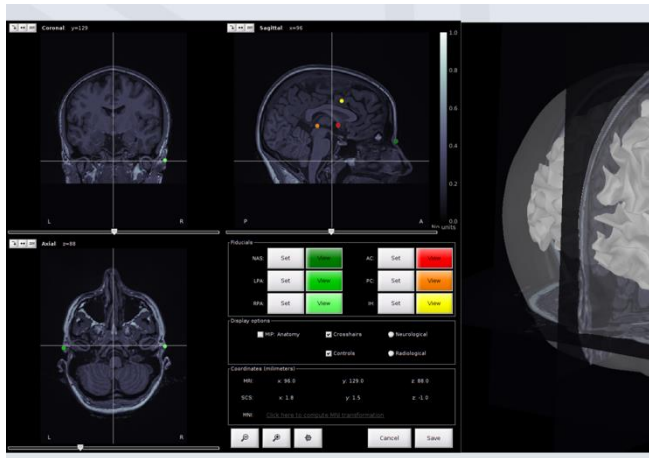 Coronal y=129
Sagittal x=96
1.0
0.8
0.6
0.4
0.2
0.0
No units
L R
P A
Axial z=88
L R
Fiducials
NAS: Set View AC: Set View
LPA: Set View PC: Set View
RPA: Set View IH: Set View
Display options
MIP: Anatomy Crosshairs Neurological
Controls Radiological
Coordinates (milimeters)
MRI: x: 96.0 y: 129.0 z: 88.0
SCS: x: 1.8 y: 1.5 z: -1.0
MNI: Click here to compute MNI transformation
Cancel Save